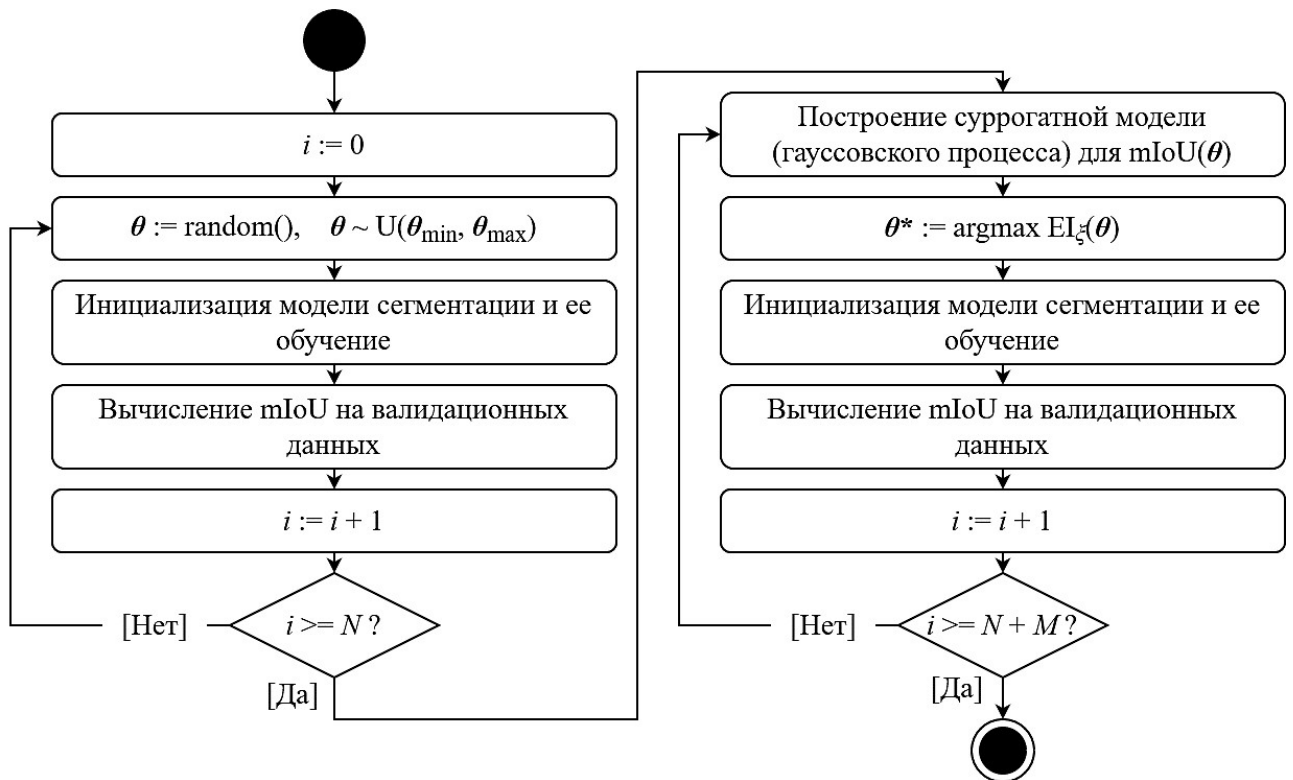 i := 0
θ := random(), θ ~ U(θmin, θmax)
Инициализация модели сегментации и ее
обучение
Вычисление mIoU на валидационных
данных
i := i + 1
i >= N ?
[Нет]
[Да]
Построение суррогатной модели
(гауссовского процесса) для mIoU(θ)
θ* := argmax EIξ(θ)
Инициализация модели сегментации и ее
обучение
Вычисление mIoU на валидационных
данных
i := i + 1
i >= N + M?
[Нет]
[Да]